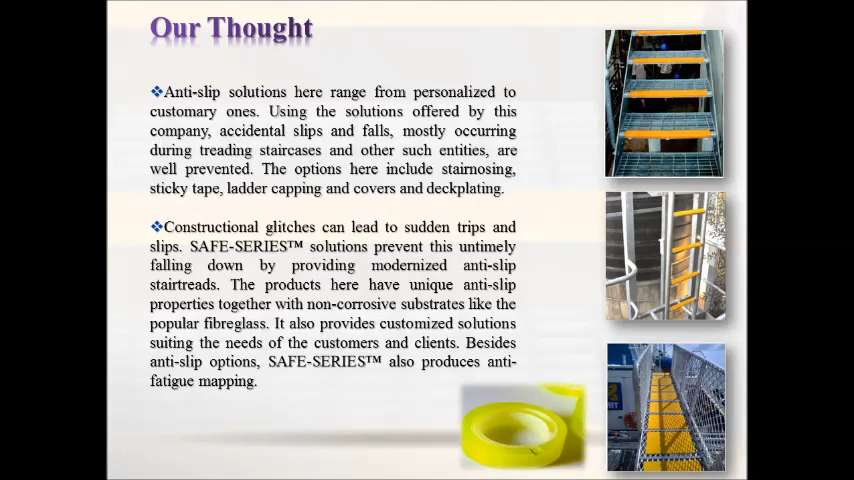 Our Thought
❖Anti-slip solutions here range from personalized to
customary ones. Using the solutions offered by this
company, accidental slips and falls, mostly occurring
during treading staircases and other such entities, are
well prevented. The options here include stairnosing,
sticky tape, ladder capping and covers and deckplating.
❖Constructional glitches can lead to sudden trips and
slips. SAFE-SERIES™ solutions prevent this untimely
falling down by providing modernized anti-slip
stairtreads. The products here have unique anti-slip
properties together with non-corrosive substrates like the
popular fibreglass. It also provides customized solutions
suiting the needs of the customers and clients. Besides
anti-slip options, SAFE-SERIES™ also produces anti-
fatigue mapping.